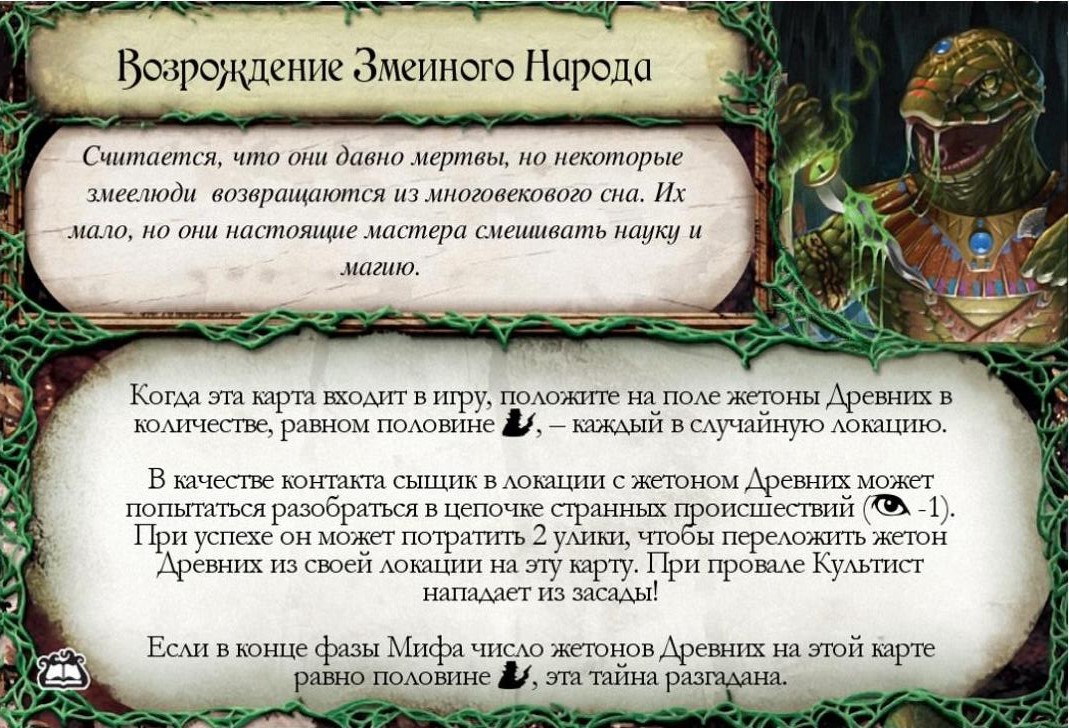 Возрождение Змеиного Народа
Считается, что они давно мертвы, но некоторые
змеелюди возвращаются из многовекового сна. Их
мало, но они настоящие мастера смешивать науку и
магию.
Когда эта карта входит в игру, положите на поле жетоны Древних в
количестве, равном половине , – каждый в случайную локацию.
В качестве контакта сыщик в локации с жетоном Древних может
попытаться разобраться в цепочке странных происшествий ( -1).
При успехе он может потратить 2 улики, чтобы переложить жетон
Древних из своей локации на эту карту. При провале Культист
нападает из засады!
Если в конце фазы Мифа число жетонов Древних на этой карте
равно половине , эта тайна разгадана.